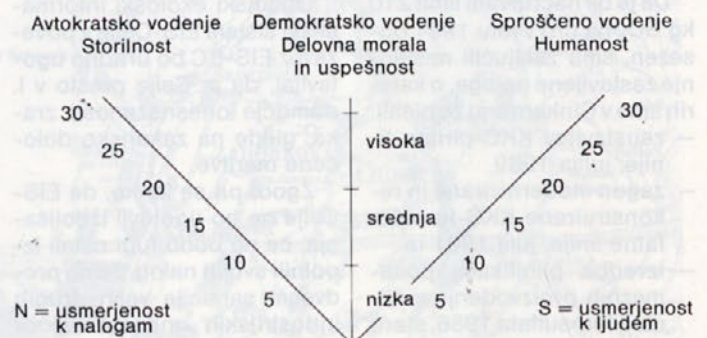 Avtokratsko vodenje Demokratsko vodenje Sproščeno vodenje
Storilnost Delovna morala Humanost
in uspešnost
30 30
25 visoka 25
20 20
15 srednja 15
10 10
5 nizka 5
N = usmerjenost S = usmerjenost
k nalogam k ljudém